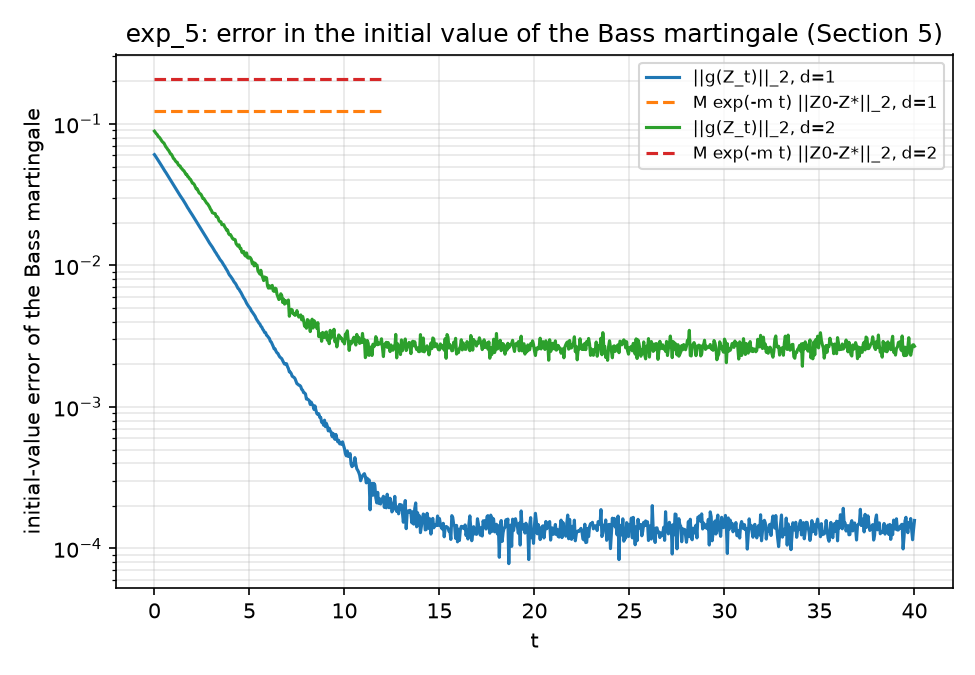 exp_5: error in the initial value of the Bass martingale (Section 5)
initial-value error of the Bass martingale
10⁻¹
10⁻²
10⁻³
10⁻⁴
||g(Z_t)||_2, d=1
M exp(-m t) ||Z0-Z*||_2, d=1
||g(Z_t)||_2, d=2
M exp(-m t) ||Z0-Z*||_2, d=2
0 5 10 15 20 25 30 35 40
t